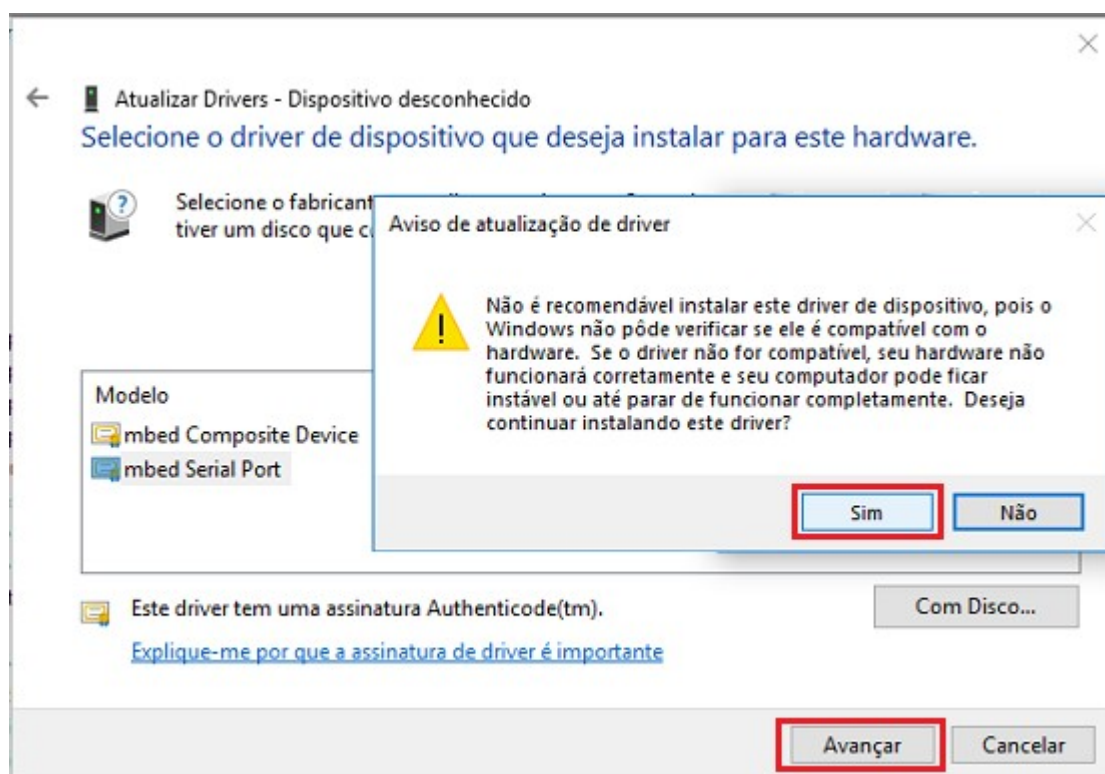 Atualizar Drivers - Dispositivo desconhecido
Selecione o driver de dispositivo que deseja instalar para este hardware.
Selecione o fabricant
tiver um disco que
Aviso de atualização de driver
Não é recomendável instalar este driver de dispositivo, pois o
Windows não pôde verificar se ele é compatível com o
hardware. Se o driver não for compatível, seu hardware não
funcionará corretamente e seu computador pode ficar
instável ou até parar de funcionar completamente. Deseja
continuar instalando este driver?
Sim
Não
Modelo
mbed Composite Device
mbed Serial Port
Este driver tem uma assinatura Authenticode(tm).
Com Disco...
Explique-me por que a assinatura de driver é importante
Avançar
Cancelar